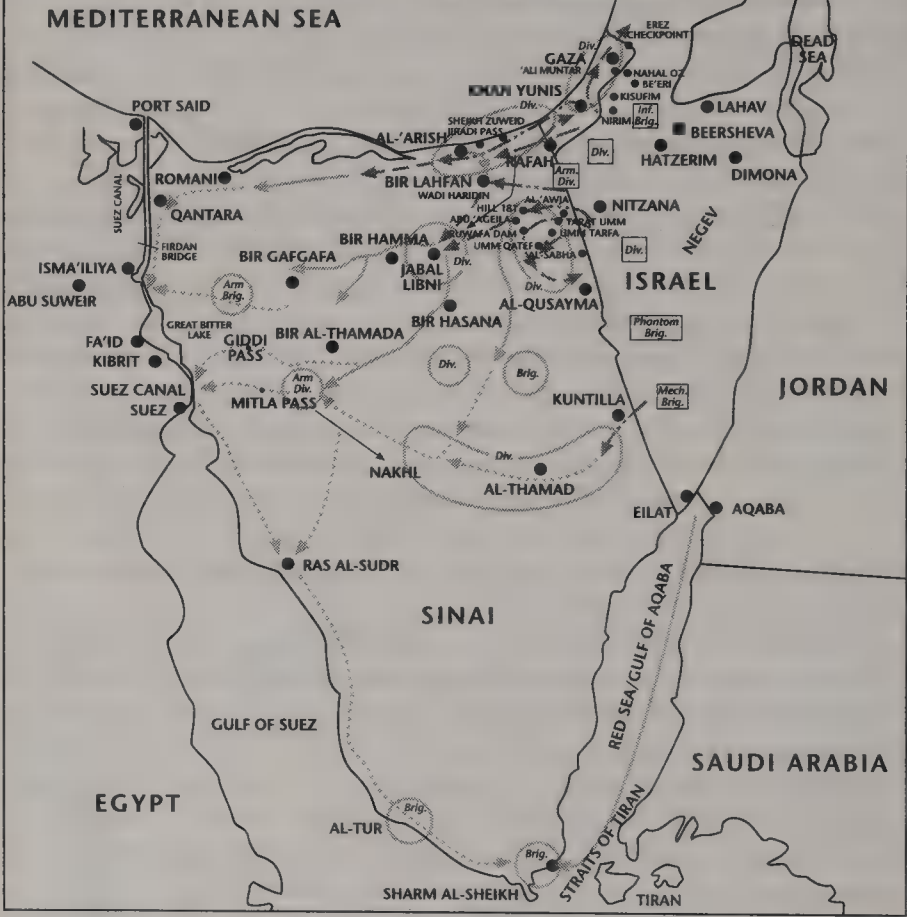 MEDITERRANEAN SEA
EREZ
CHECKPOINT
DEAD
SEA
Div.
GAZA
'ALI MUNTAR
NAHAL OZ
BE'ERI
KHAN YUNIS
KISUFIM
LAHAV
PORT SAID
Div.
NIRIM
Inf.
Brig.
SHEIKH ZUWEID
JIRADI PASS
BEERSHEVA
AL-'ARISH
RAFAH
Div.
HATZERIM
ROMANI
BIR LAHFAN
Arm.
Div.
DIMONA
WADI HARIDIN
SUEZ CANAL
QANTARA
AL-'AWJA
HILL 181
NITZANA
ABU 'AGEILA
TARAT UMM
RUWAFA DAM
UMM TARFA
NEGEV
FIRDAN
BRIDGE
BIR HAMMA
UMM QATEF
BIR GAFGAFA
AL-SABHA
Div.
ISMA'ILIYA
JABAL
LIBNI
Div.
ISRAEL
ABU SUWEIR
Arm
Brig.
Div.
AL-QUSAYMA
BIR HASANA
GREAT BITTER
LAKE
Phontom
Brig.
FA'ID
GIDDI
PASS
BIR AL-THAMADA
KIBRIT
Div.
Brig.
SUEZ CANAL
Arm
Div.
JORDAN
MITLA PASS
KUNTILLA
Mech.
Brig.
SUEZ
Div.
NAKHL
AL-THAMAD
EILAT
AQABA
RAS AL-SUDR
SINAI
RED SEA/GULF OF AQABA
GULF OF SUEZ
SAUDI ARABIA
EGYPT
Brig.
AL-TUR
STRAITS OF TIRAN
Brig.
SHARM AL-SHEIKH
TIRAN